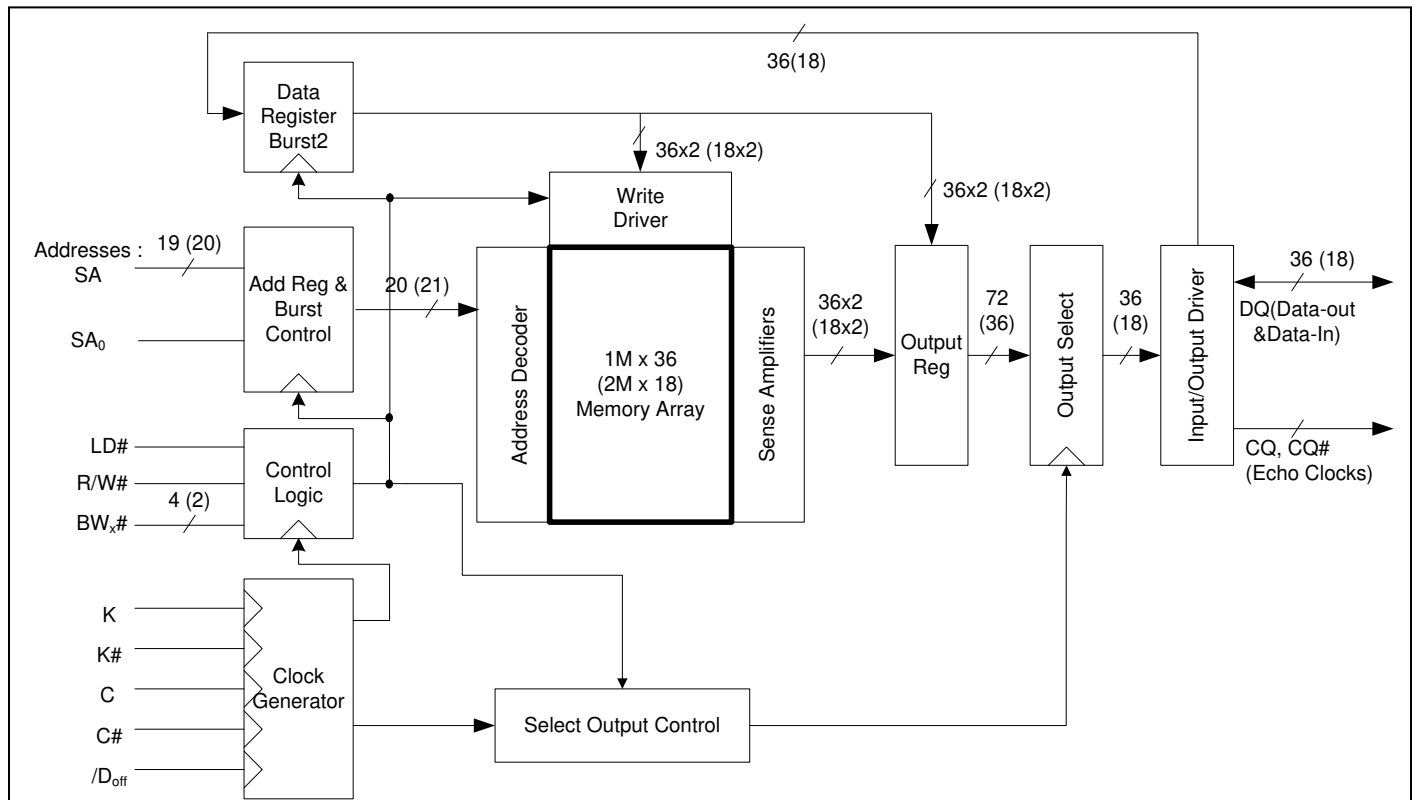 36(18)
Data
Register
Burst2
36x2 (18x2)
Write
Driver
36x2 (18x2)
Addresses :
SA
19 (20)
SA₀
Add Reg &
Burst
Control
20 (21)
Address Decoder
1M x 36
(2M x 18)
Memory Array
Sense Amplifiers
36x2
(18x2)
Output
Reg
72
(36)
Output Select
36
(18)
Input/Output Driver
36 (18)
DQ(Data-out
&Data-In)
CQ, CQ#
(Echo Clocks)
LD#
R/W#
BWₓ#
4 (2)
Control
Logic
K
K#
C
C#
/Doff
Clock
Generator
Select Output Control